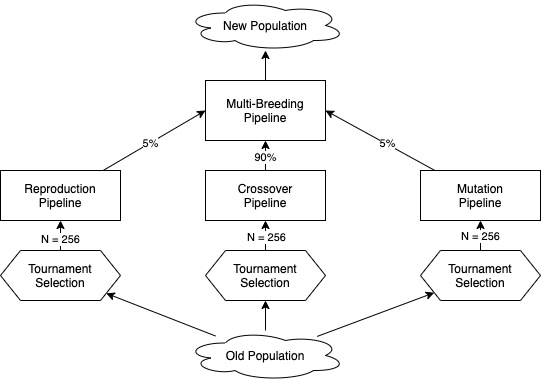 New Population
Multi-Breeding
Pipeline
5%
90%
5%
Reproduction
Pipeline
Crossover
Pipeline
Mutation
Pipeline
N = 256
N = 256
N = 256
Tournament
Selection
Tournament
Selection
Tournament
Selection
Old Population